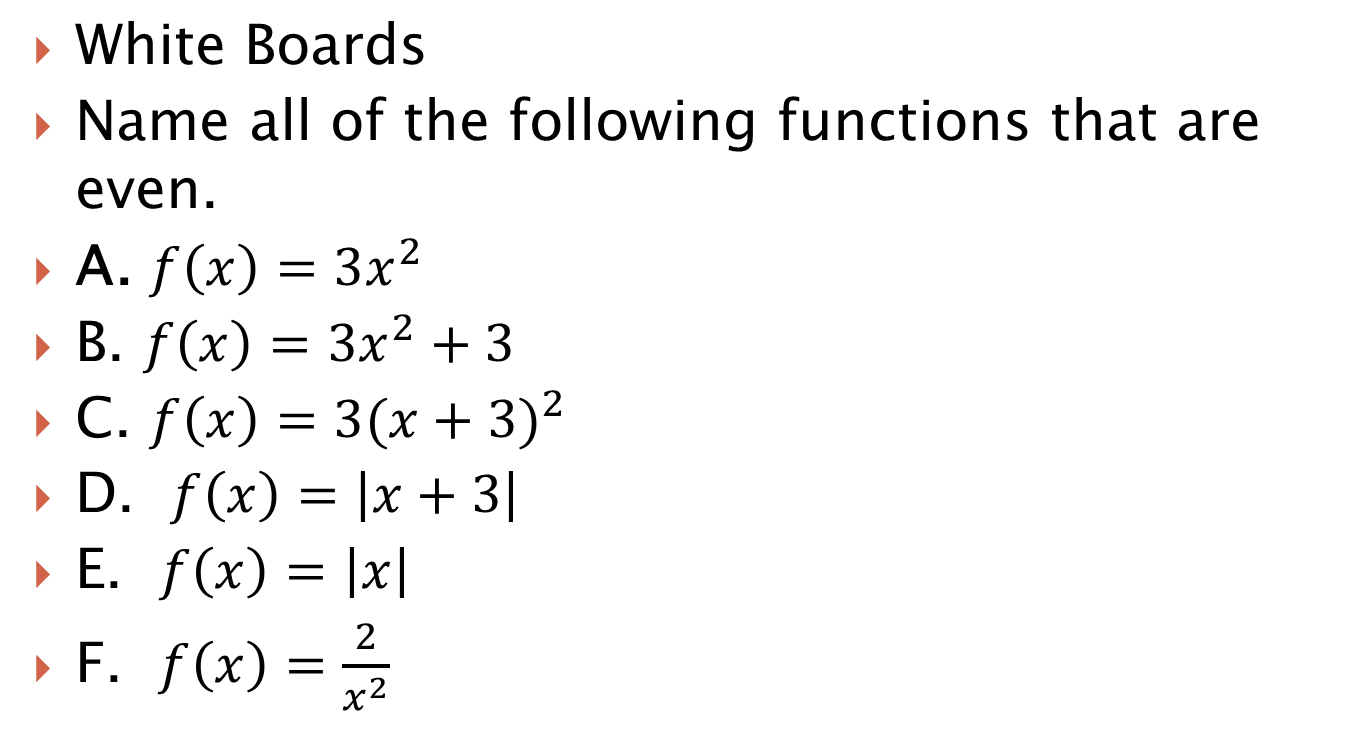 White Boards
Name all of the following functions that are
even.
A. f(x) = 3x²
B. f(x) = 3x² + 3
C. f(x) = 3(x + 3)²
D. f(x) = |x + 3|
E. f(x) = |x|
F. f(x) = 2/x²